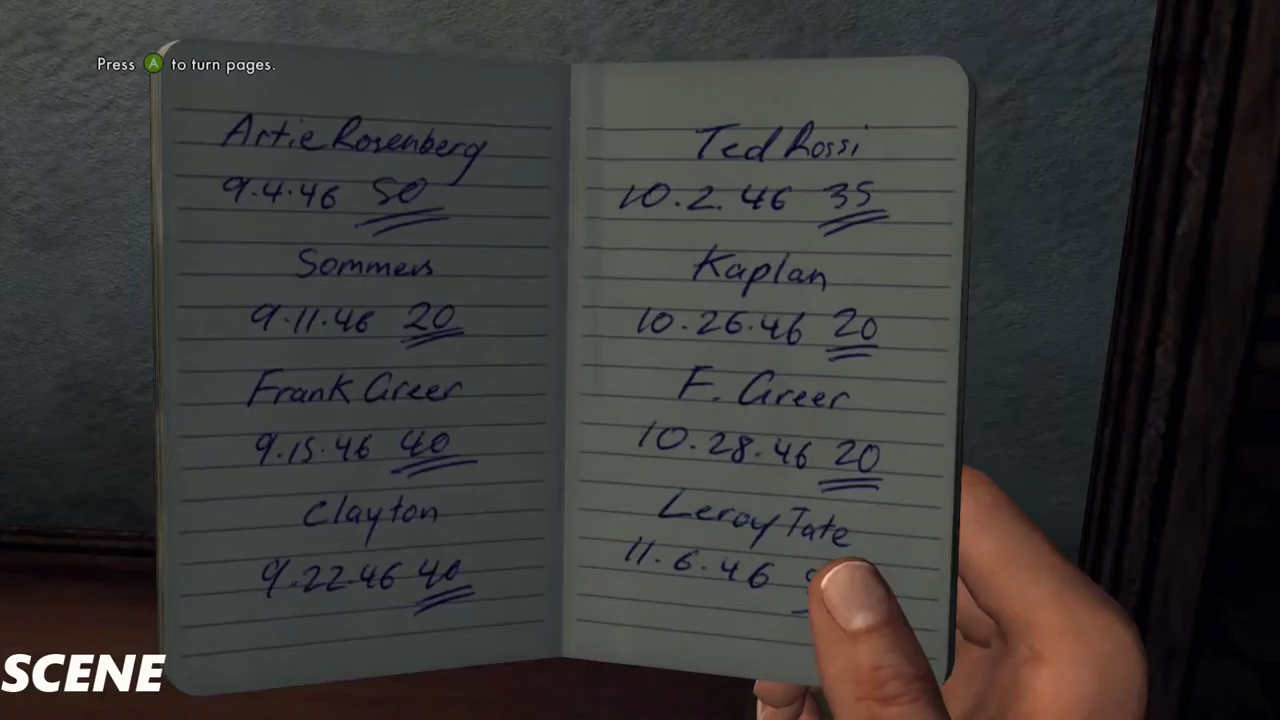 Press A to turn pages.
Artie Rosenberg
9.4.46 50
Sommers
9.11.46 20
Frank Greer
9.15.46 40
Clayton
9.22.46 40
Ted Rossi
10.2.46 35
Kaplan
10.26.46 20
F. Greer
10.28.46 20
Leroy Tate
11.6.46
SCENE